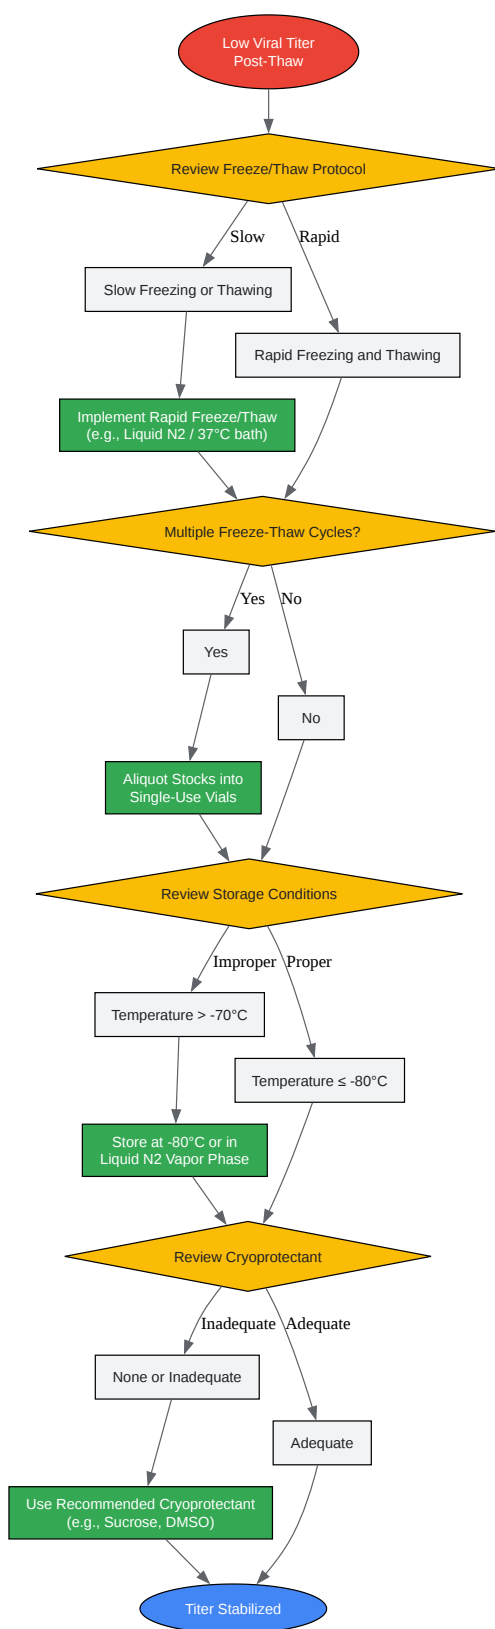 Low Viral Titer
Post-Thaw
Review Freeze/Thaw Protocol
Slow
Rapid
Slow Freezing or Thawing
Rapid Freezing and Thawing
Implement Rapid Freeze/Thaw
(e.g., Liquid N2 / 37°C bath)
Multiple Freeze-Thaw Cycles?
Yes
No
Yes
No
Aliquot Stocks into
Single-Use Vials
Review Storage Conditions
Improper
Proper
Temperature > -70°C
Temperature ≤ -80°C
Store at -80°C or in
Liquid N2 Vapor Phase
Review Cryoprotectant
Inadequate
Adequate
None or Inadequate
Adequate
Use Recommended Cryoprotectant
(e.g., Sucrose, DMSO)
Titer Stabilized